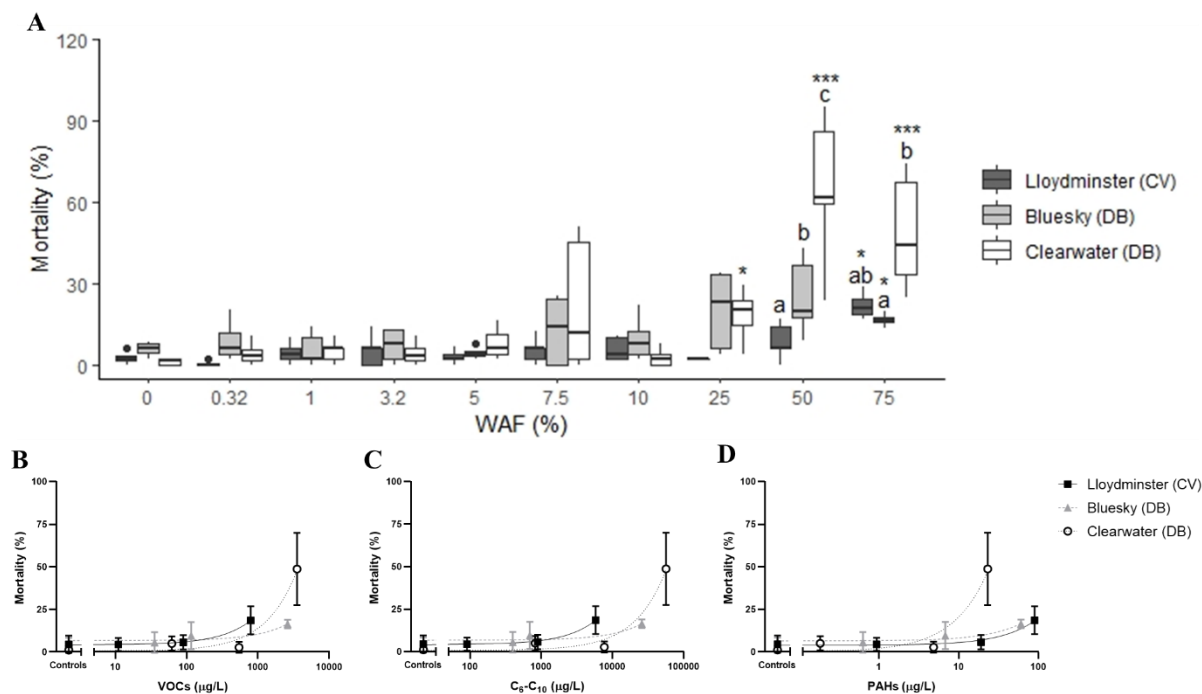 A
120
90
60
30
0
Mortality (%)
***
c
***
b
b
*
a
*
ab
*
a
0 0.32 1 3.2 5 7.5 10 25 50 75
WAF (%)
Lloydminster (CV)
Bluesky (DB)
Clearwater (DB)
B
100
75
50
25
0
Mortality (%)
Controls 10 100 1000 10000
VOCs (µg/L)
C
100
75
50
25
0
Mortality (%)
Controls 100 1000 10000 100000
C₆-C₁₀ (µg/L)
D
100
75
50
25
0
Mortality (%)
Controls 1 10 100
PAHs (µg/L)
Lloydminster (CV)
Bluesky (DB)
Clearwater (DB)